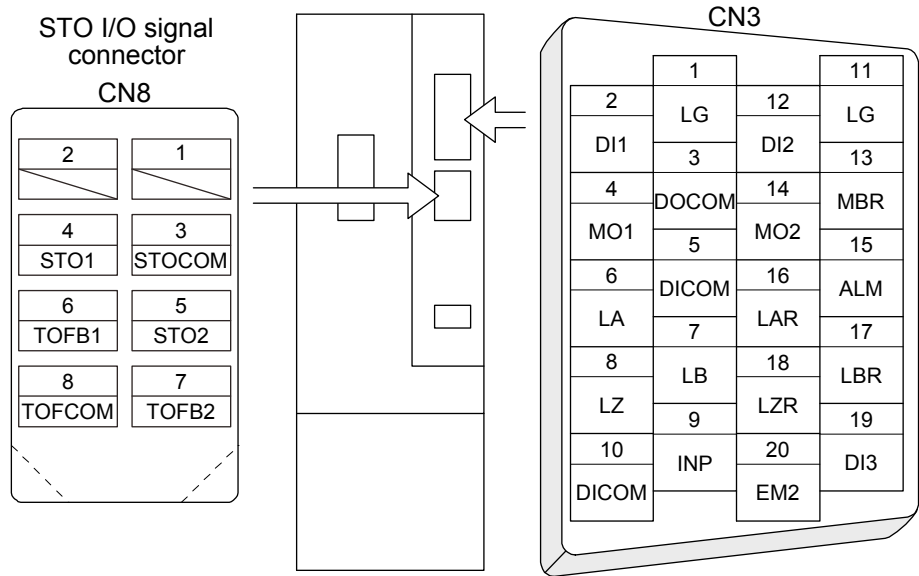 STO I/O signal
connector
CN8
2 1
4 3
STO1 STOCOM
6 5
TOFB1 STO2
8 7
TOFCOM TOFB2
CN3
1 11
2 12
LG LG
DI1 DI2
3 13
4 14
DOCOM MBR
MO1 MO2
5 15
6 16
DICOM ALM
LA LAR
7 17
8 18
LB LBR
LZ LZR
9 19
10 20
INP DI3
DICOM EM2